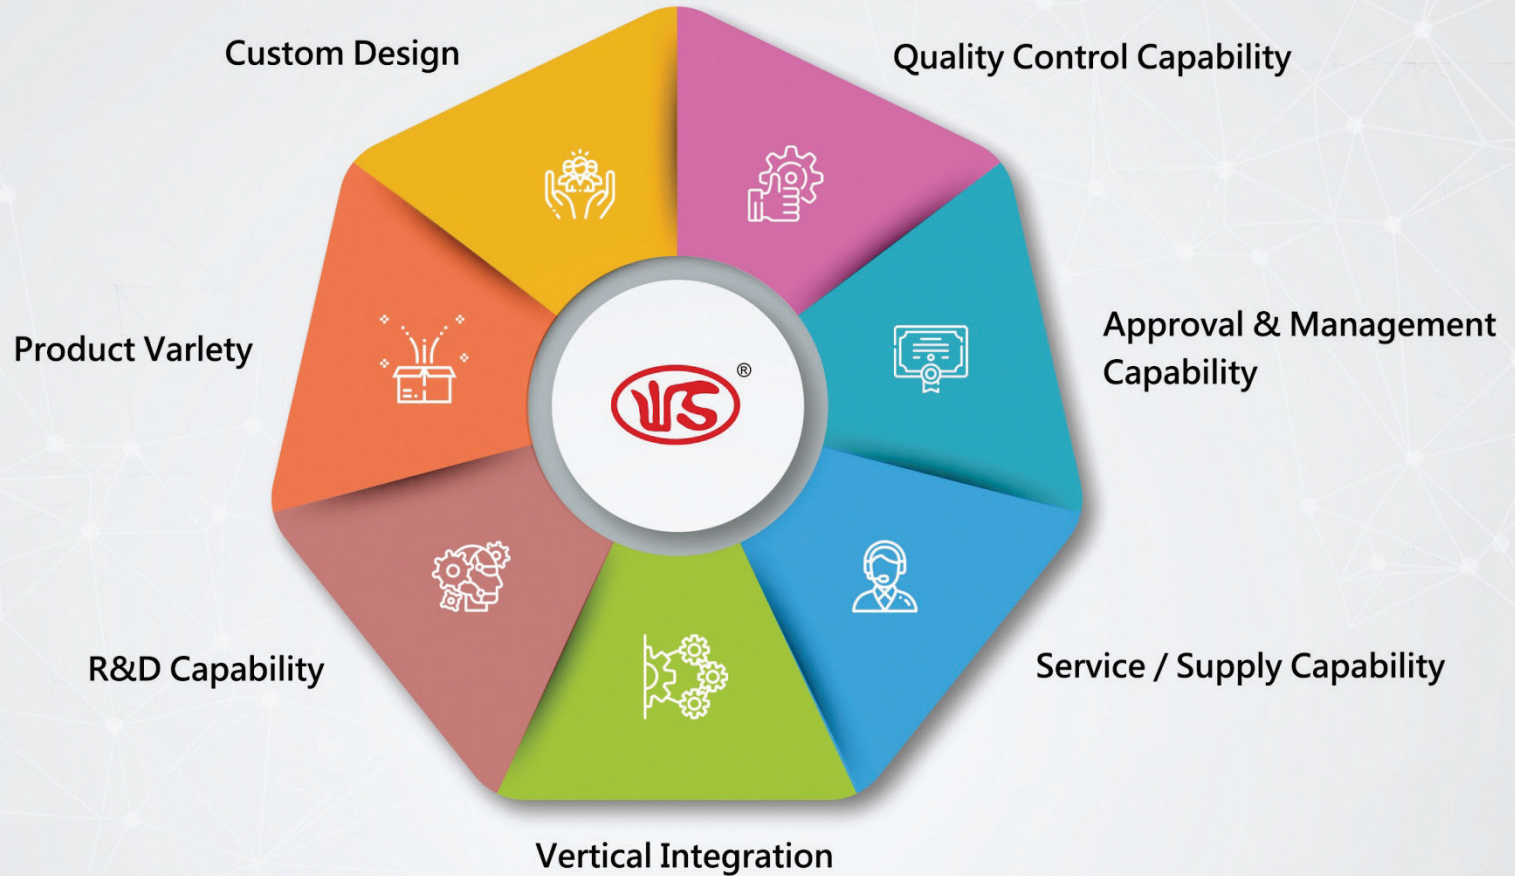 Custom Design
Quality Control Capability
Product Varlety
Approval & Management
Capability
®
R&D Capability
Service / Supply Capability
Vertical Integration